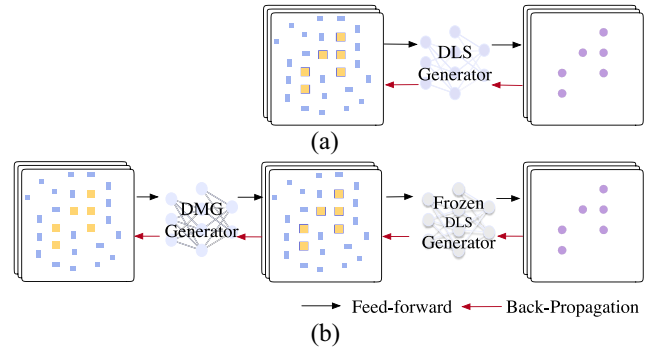 DLS
Generator
(a)
DMG
Generator
Frozen
DLS
Generator
Feed-forward
Back-Propagation
(b)